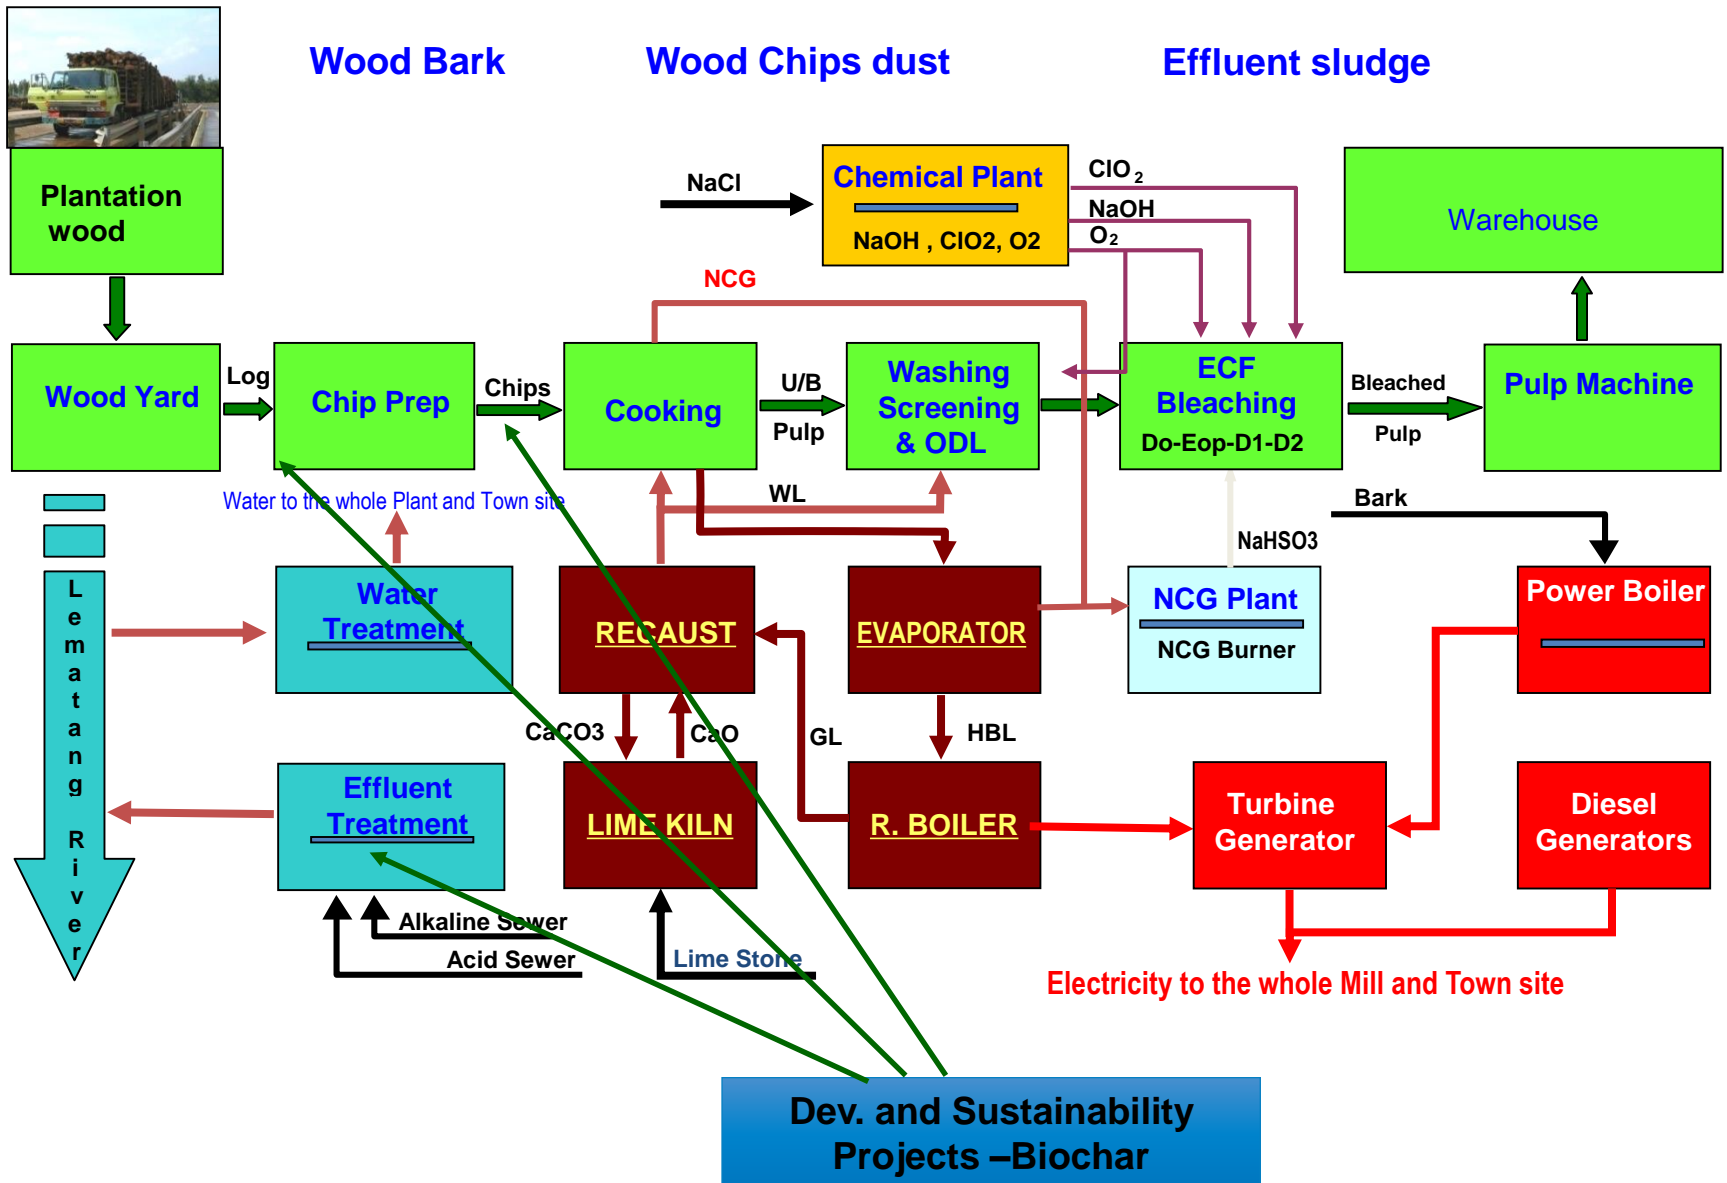 Wood Bark
Wood Chips dust
Effluent sludge
Plantation
wood
NaCl
Chemical Plant
NaOH , ClO2, O2
ClO 2
NaOH
O2
Warehouse
NCG
Wood Yard
Log
Chip Prep
Chips
Cooking
U/B
Pulp
Washing
Screening
& ODL
ECF
Bleaching
Do-Eop-D1-D2
Bleached
Pulp
Pulp Machine
Water to the whole Plant and Town site
WL
Bark
NaHSO3
Lematang River
Water
Treatment
RECAUST
EVAPORATOR
NCG Plant
NCG Burner
Power Boiler
CaCO3
CaO
GL
HBL
Effluent
Treatment
LIME KILN
R. BOILER
Turbine
Generator
Diesel
Generators
Alkaline Sewer
Acid Sewer
Lime Stone
Electricity to the whole Mill and Town site
Dev. and Sustainability
Projects –Biochar